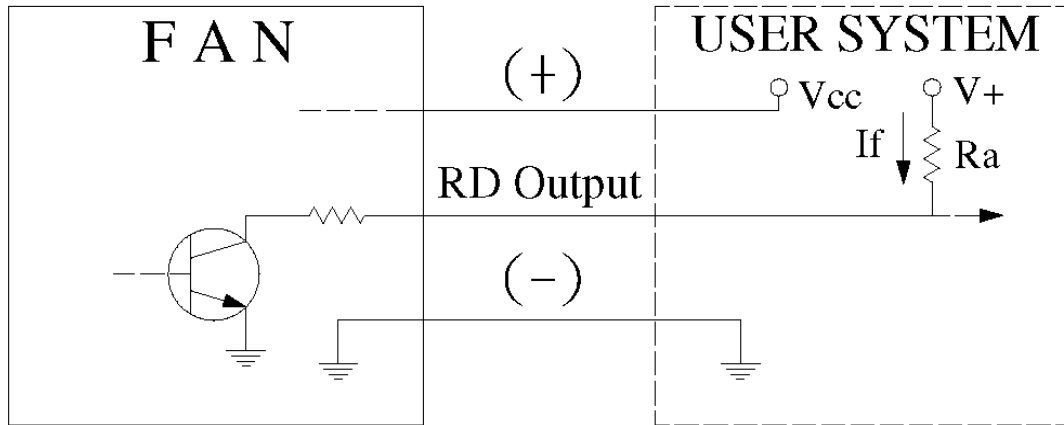 F A N
USER SYSTEM
(+)
Vcc
V+
If
Ra
RD Output
(-)